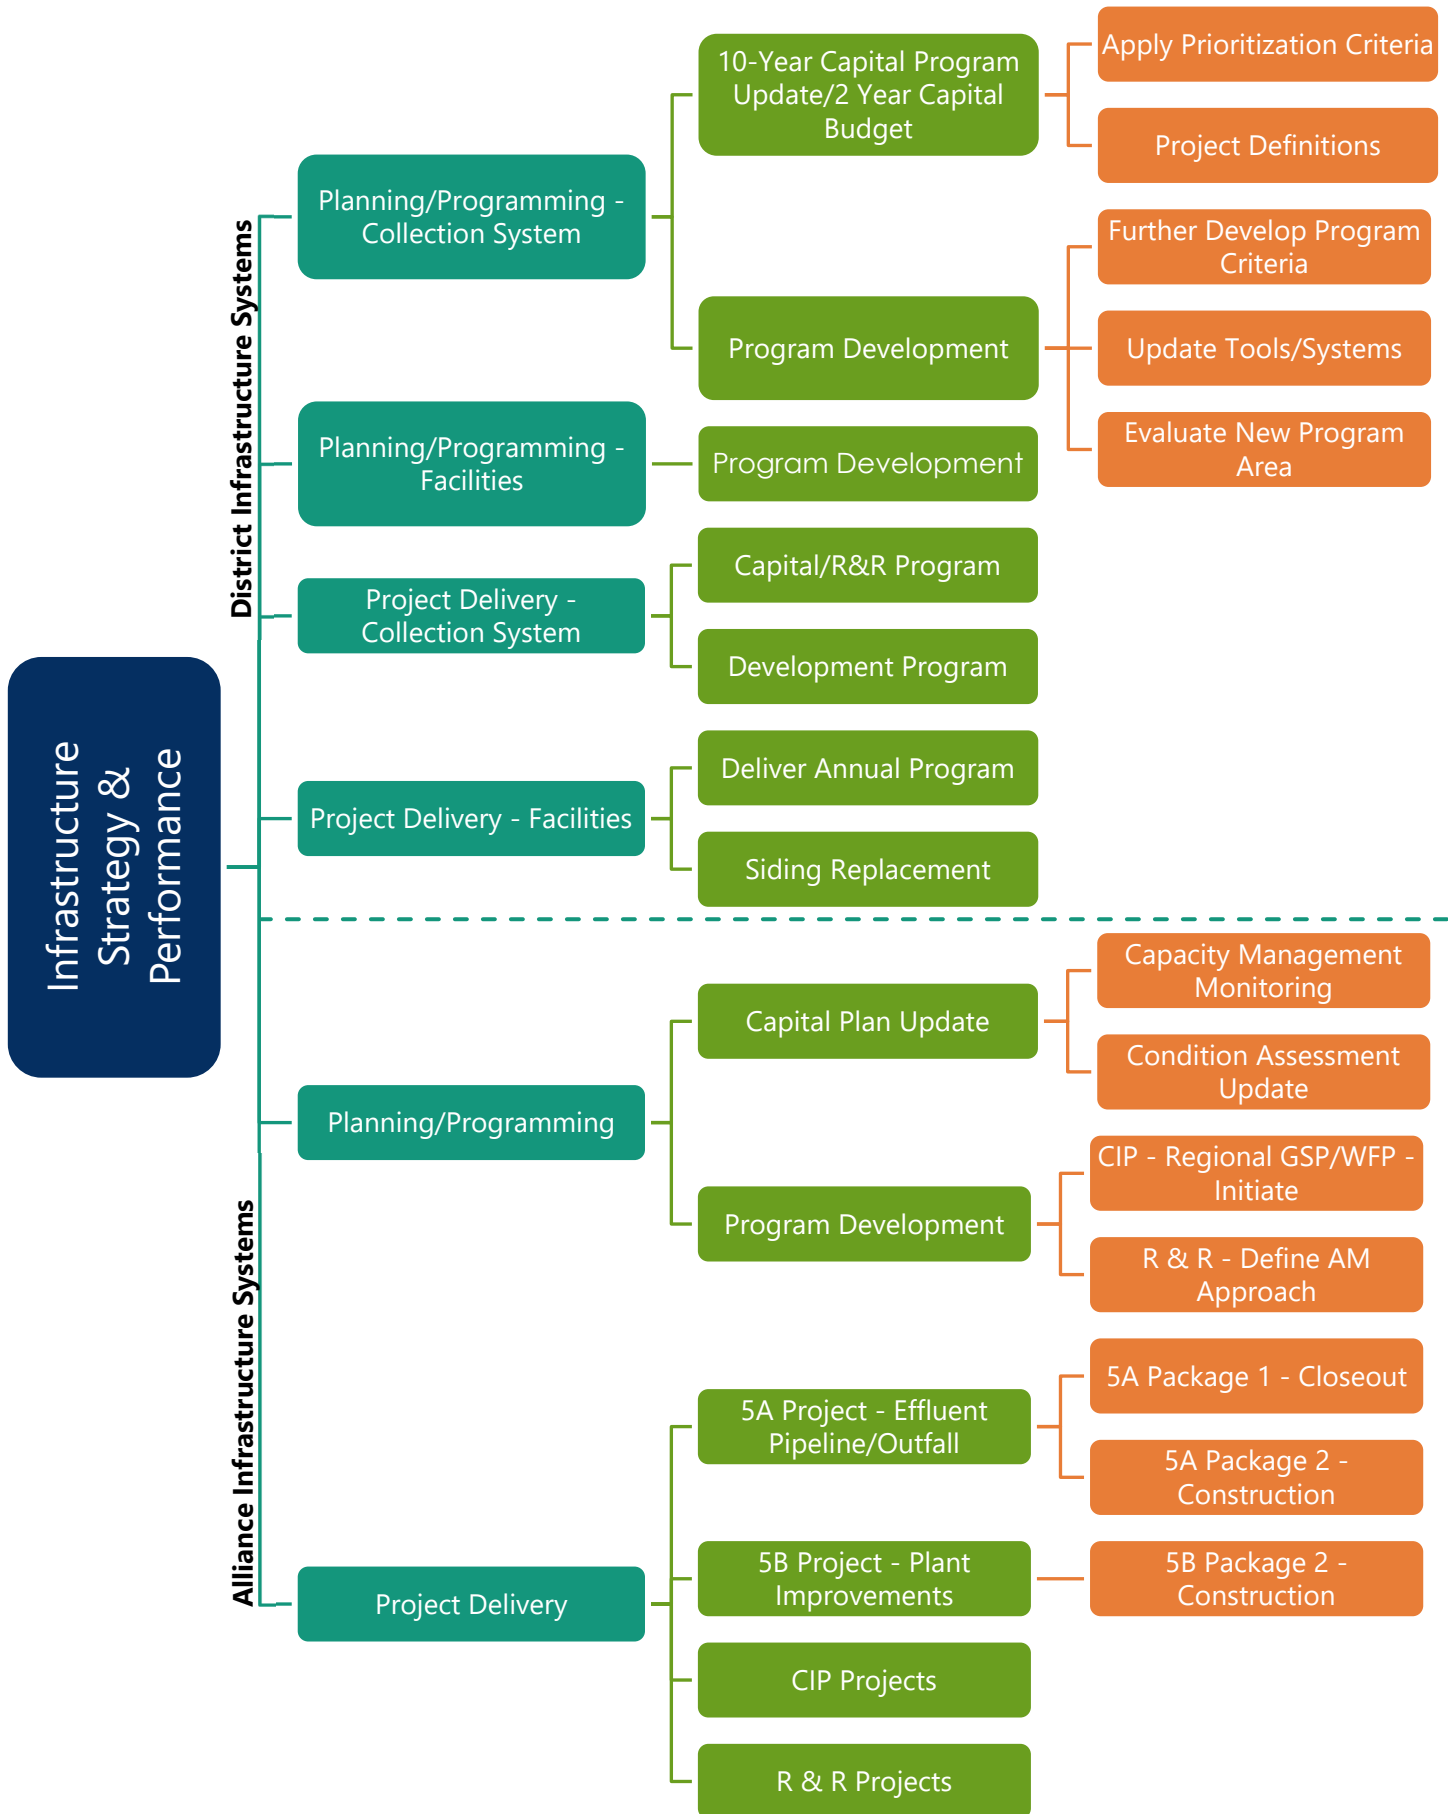 Infrastructure
Strategy &
Performance
District Infrastructure Systems
Planning/Programming -
Collection System
10-Year Capital Program
Update/2 Year Capital
Budget
Apply Prioritization Criteria
Project Definitions
Program Development
Further Develop Program
Criteria
Update Tools/Systems
Evaluate New Program
Area
Planning/Programming -
Facilities
Program Development
Project Delivery -
Collection System
Capital/R&R Program
Development Program
Project Delivery - Facilities
Deliver Annual Program
Siding Replacement
Alliance Infrastructure Systems
Planning/Programming
Capital Plan Update
Capacity Management
Monitoring
Condition Assessment
Update
Program Development
CIP - Regional GSP/WFP -
Initiate
R & R - Define AM
Approach
Project Delivery
5A Project - Effluent
Pipeline/Outfall
5A Package 1 - Closeout
5A Package 2 -
Construction
5B Project - Plant
Improvements
5B Package 2 -
Construction
CIP Projects
R & R Projects